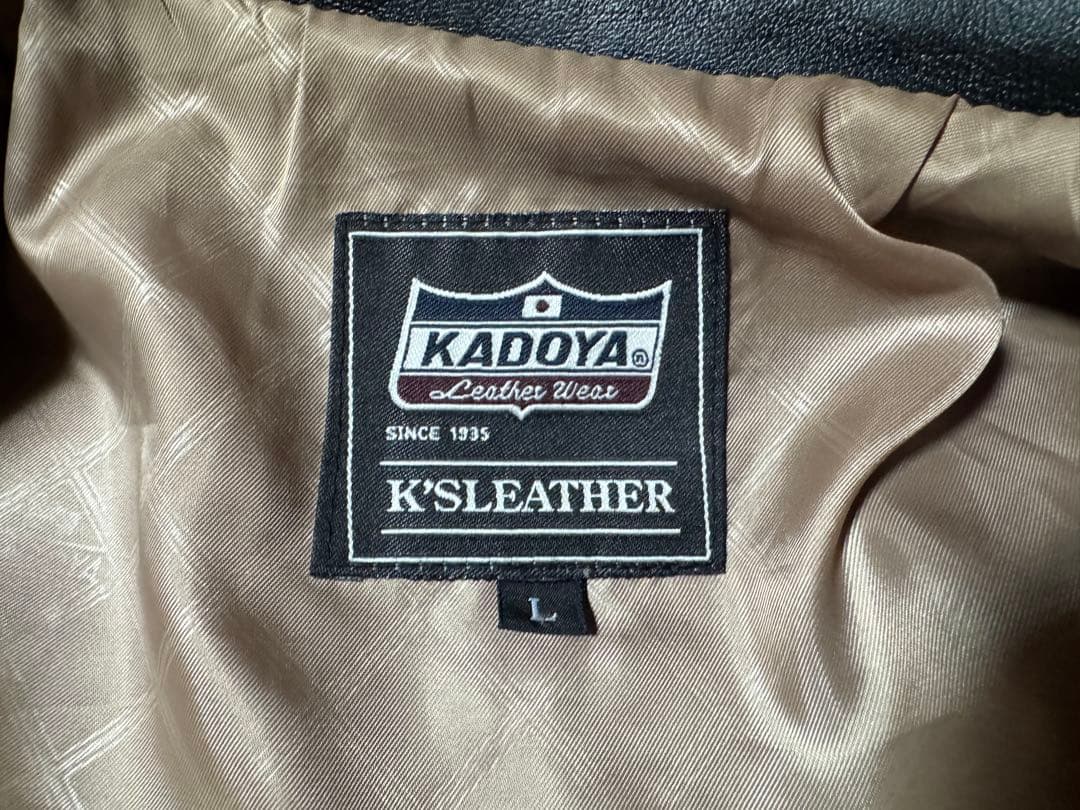 KADOYA®
Leather Wear
SINCE 1935
K'SLEATHER
L